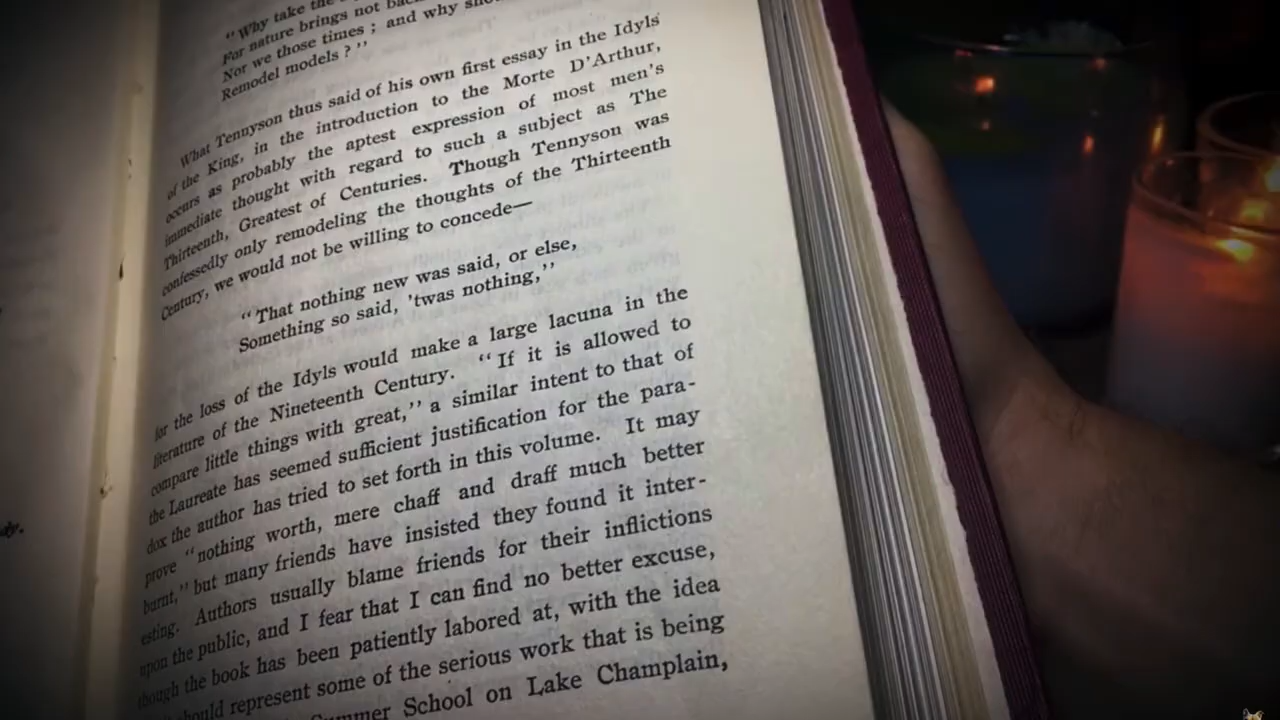 "Why take the
For nature brings not back
Nor we those times ; and why
Remodel models ? "
What Tennyson thus said of his own first essay in the Idyls
of the King, in the introduction to the Morte D'Arthur,
occurs as probably the aptest expression of most men's
immediate thought with regard to such a subject as The
Thirteenth, Greatest of Centuries. Though Tennyson was
confessedly only remodeling the thoughts of the Thirteenth
Century, we would not be willing to concede—
"That nothing new was said, or else,
Something so said, 'twas nothing,"
for the loss of the Idyls would make a large lacuna in the
literature of the Nineteenth Century. "If it is allowed to
compare little things with great," a similar intent to that of
the Laureate has seemed sufficient justification for the para-
dox the author has tried to set forth in this volume. It may
prove "nothing worth, mere chaff and draff much better
burnt," but many friends have insisted they found it inter-
esting. Authors usually blame friends for their inflictions
upon the public, and I fear that I can find no better excuse,
though the book has been patiently labored at, with the idea
should represent some of the serious work that is being
Summer School on Lake Champlain,